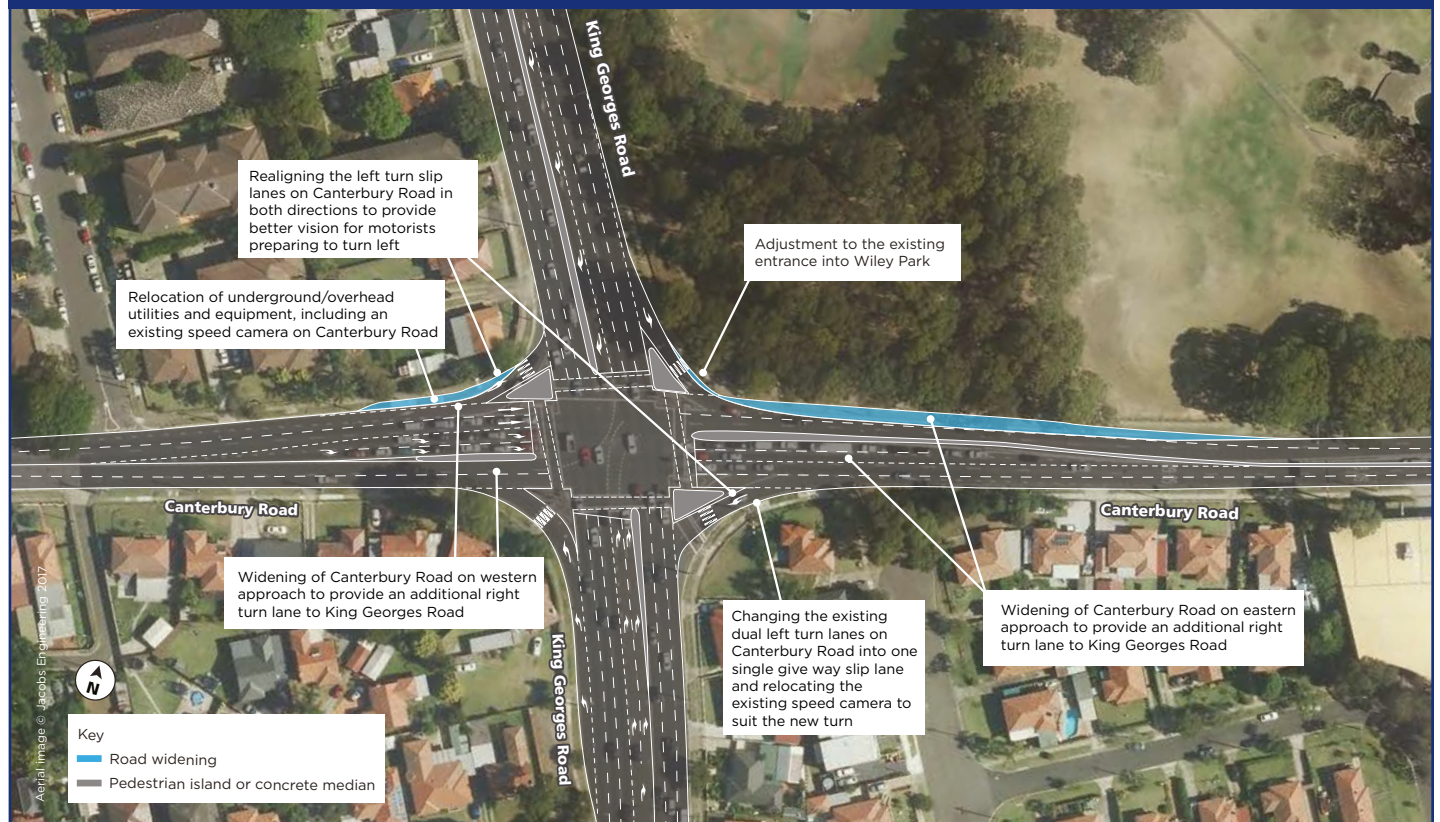 King Georges Road
Realigning the left turn slip
lanes on Canterbury Road in
both directions to provide
better vision for motorists
preparing to turn left
Adjustment to the existing
entrance into Wiley Park
Relocation of underground/overhead
utilities and equipment, including an
existing speed camera on Canterbury Road
Canterbury Road
Canterbury Road
Widening of Canterbury Road on western
approach to provide an additional right
turn lane to King Georges Road
Changing the existing
dual left turn lanes on
Canterbury Road into one
single give way slip lane
and relocating the
existing speed camera to
suit the new turn
Widening of Canterbury Road on eastern
approach to provide an additional right
turn lane to King Georges Road
King Georges Road
N
Key
Road widening
Pedestrian island or concrete median
Aerial image © Jacobs Engineering 2017